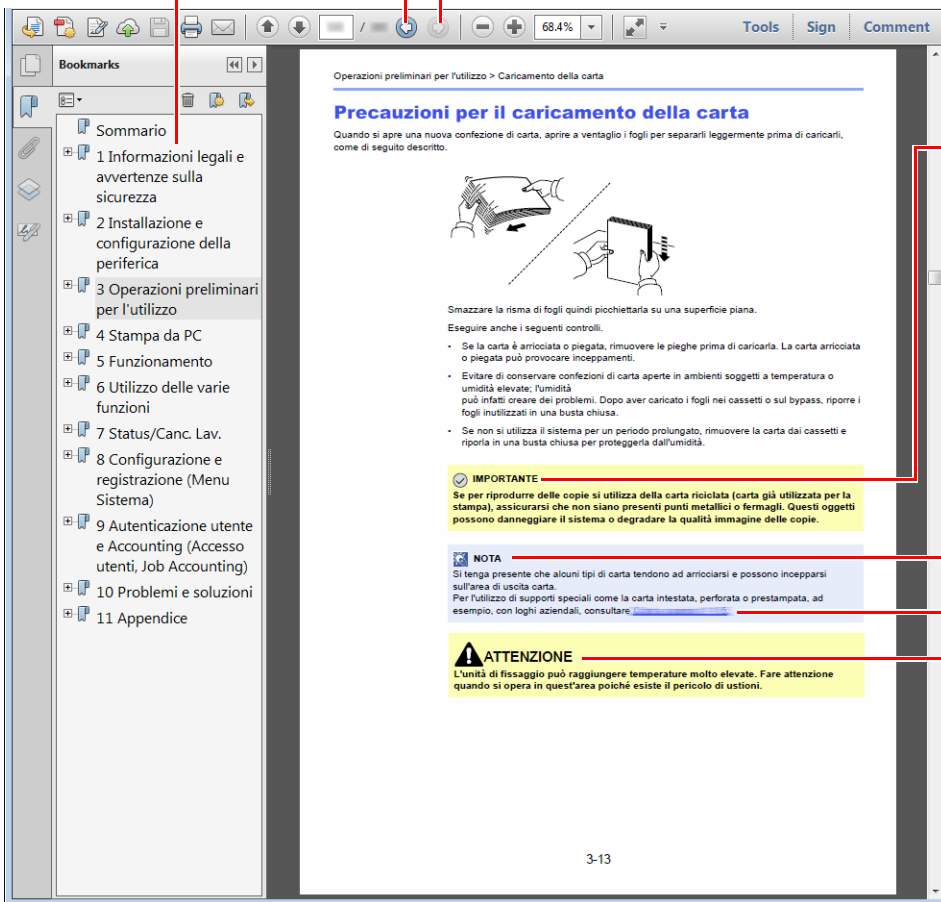 /
68.4%
Tools
Sign
Comment
Bookmarks
Sommario
1 Informazioni legali e
avvertenze sulla
sicurezza
2 Installazione e
configurazione della
periferica
3 Operazioni preliminari
per l'utilizzo
4 Stampa da PC
5 Funzionamento
6 Utilizzo delle varie
funzioni
7 Status/Canc. Lav.
8 Configurazione e
registrazione (Menu
Sistema)
9 Autenticazione utente
e Accounting (Accesso
utenti, Job Accounting)
10 Problemi e soluzioni
11 Appendice
Operazioni preliminari per l'utilizzo > Caricamento della carta
Precauzioni per il caricamento della carta
Quando si apre una nuova confezione di carta, aprire a ventaglio i fogli per separarli leggermente prima di caricarli,
come di seguito descritto.
Smazzare la risma di fogli quindi picchiettarla su una superficie piana.
Eseguire anche i seguenti controlli.
• Se la carta è arricciata o piegata, rimuovere le pieghe prima di caricarla. La carta arricciata
o piegata può provocare inceppamenti.
• Evitare di conservare confezioni di carta aperte in ambienti soggetti a temperatura o
umidità elevate; l'umidità
può infatti creare dei problemi. Dopo aver caricato i fogli nei cassetti o sul bypass, riporre i
fogli inutilizzati in una busta chiusa.
• Se non si utilizza il sistema per un periodo prolungato, rimuovere la carta dai cassetti e
riporla in una busta chiusa per proteggerla dall'umidità.
IMPORTANTE
Se per riprodurre delle copie si utilizza della carta riciclata (carta già utilizzata per la
stampa), assicurarsi che non siano presenti punti metallici o fermagli. Questi oggetti
possono danneggiare il sistema o degradare la qualità immagine delle copie.
NOTA
Si tenga presente che alcuni tipi di carta tendono ad arricciarsi e possono incepparsi
sull'area di uscita carta.
Per l'utilizzo di supporti speciali come la carta intestata, perforata o prestampata, ad
esempio, con loghi aziendali, consultare
ATTENZIONE
L'unità di fissaggio può raggiungere temperature molto elevate. Fare attenzione
quando si opera in quest'area poiché esiste il pericolo di ustioni.
3-13